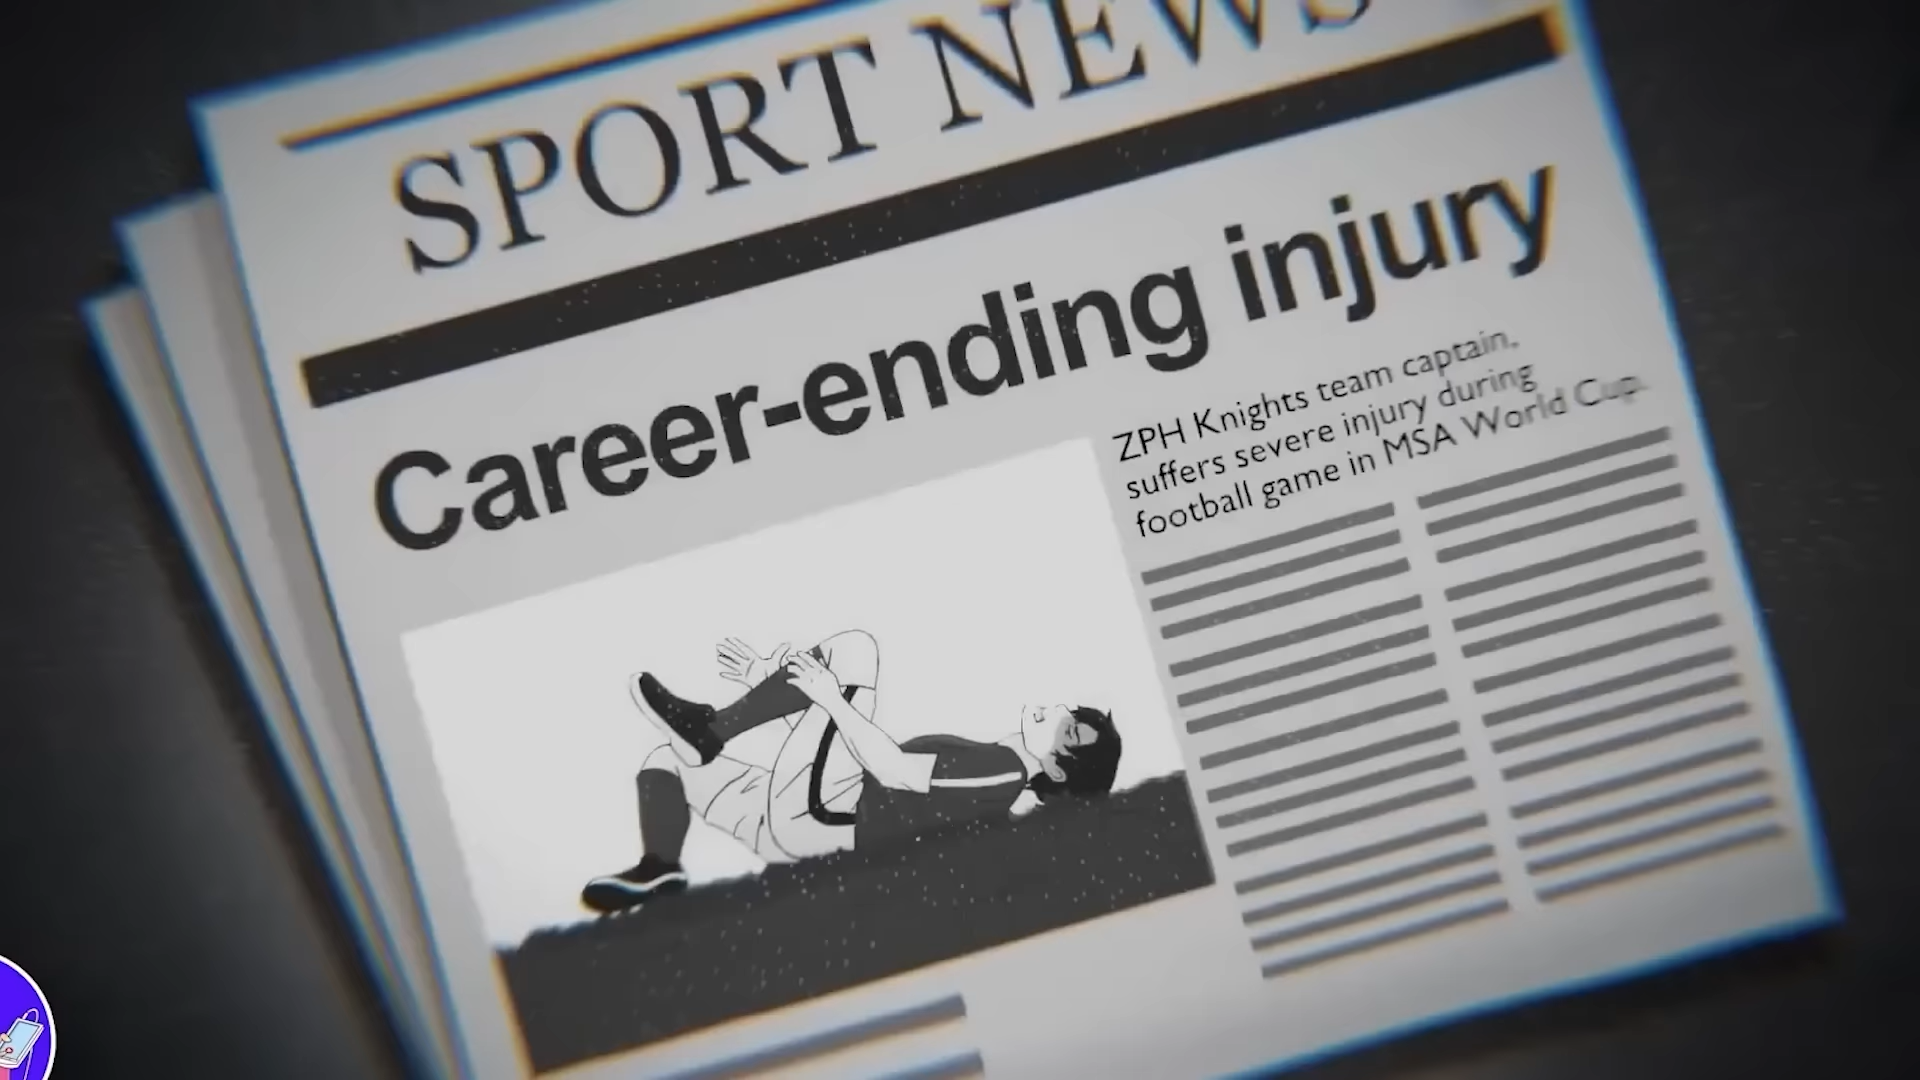 SPORT NEWS
Career-ending injury
ZPH Knights team captain,
suffers severe injury during
football game in MSA World Cup.